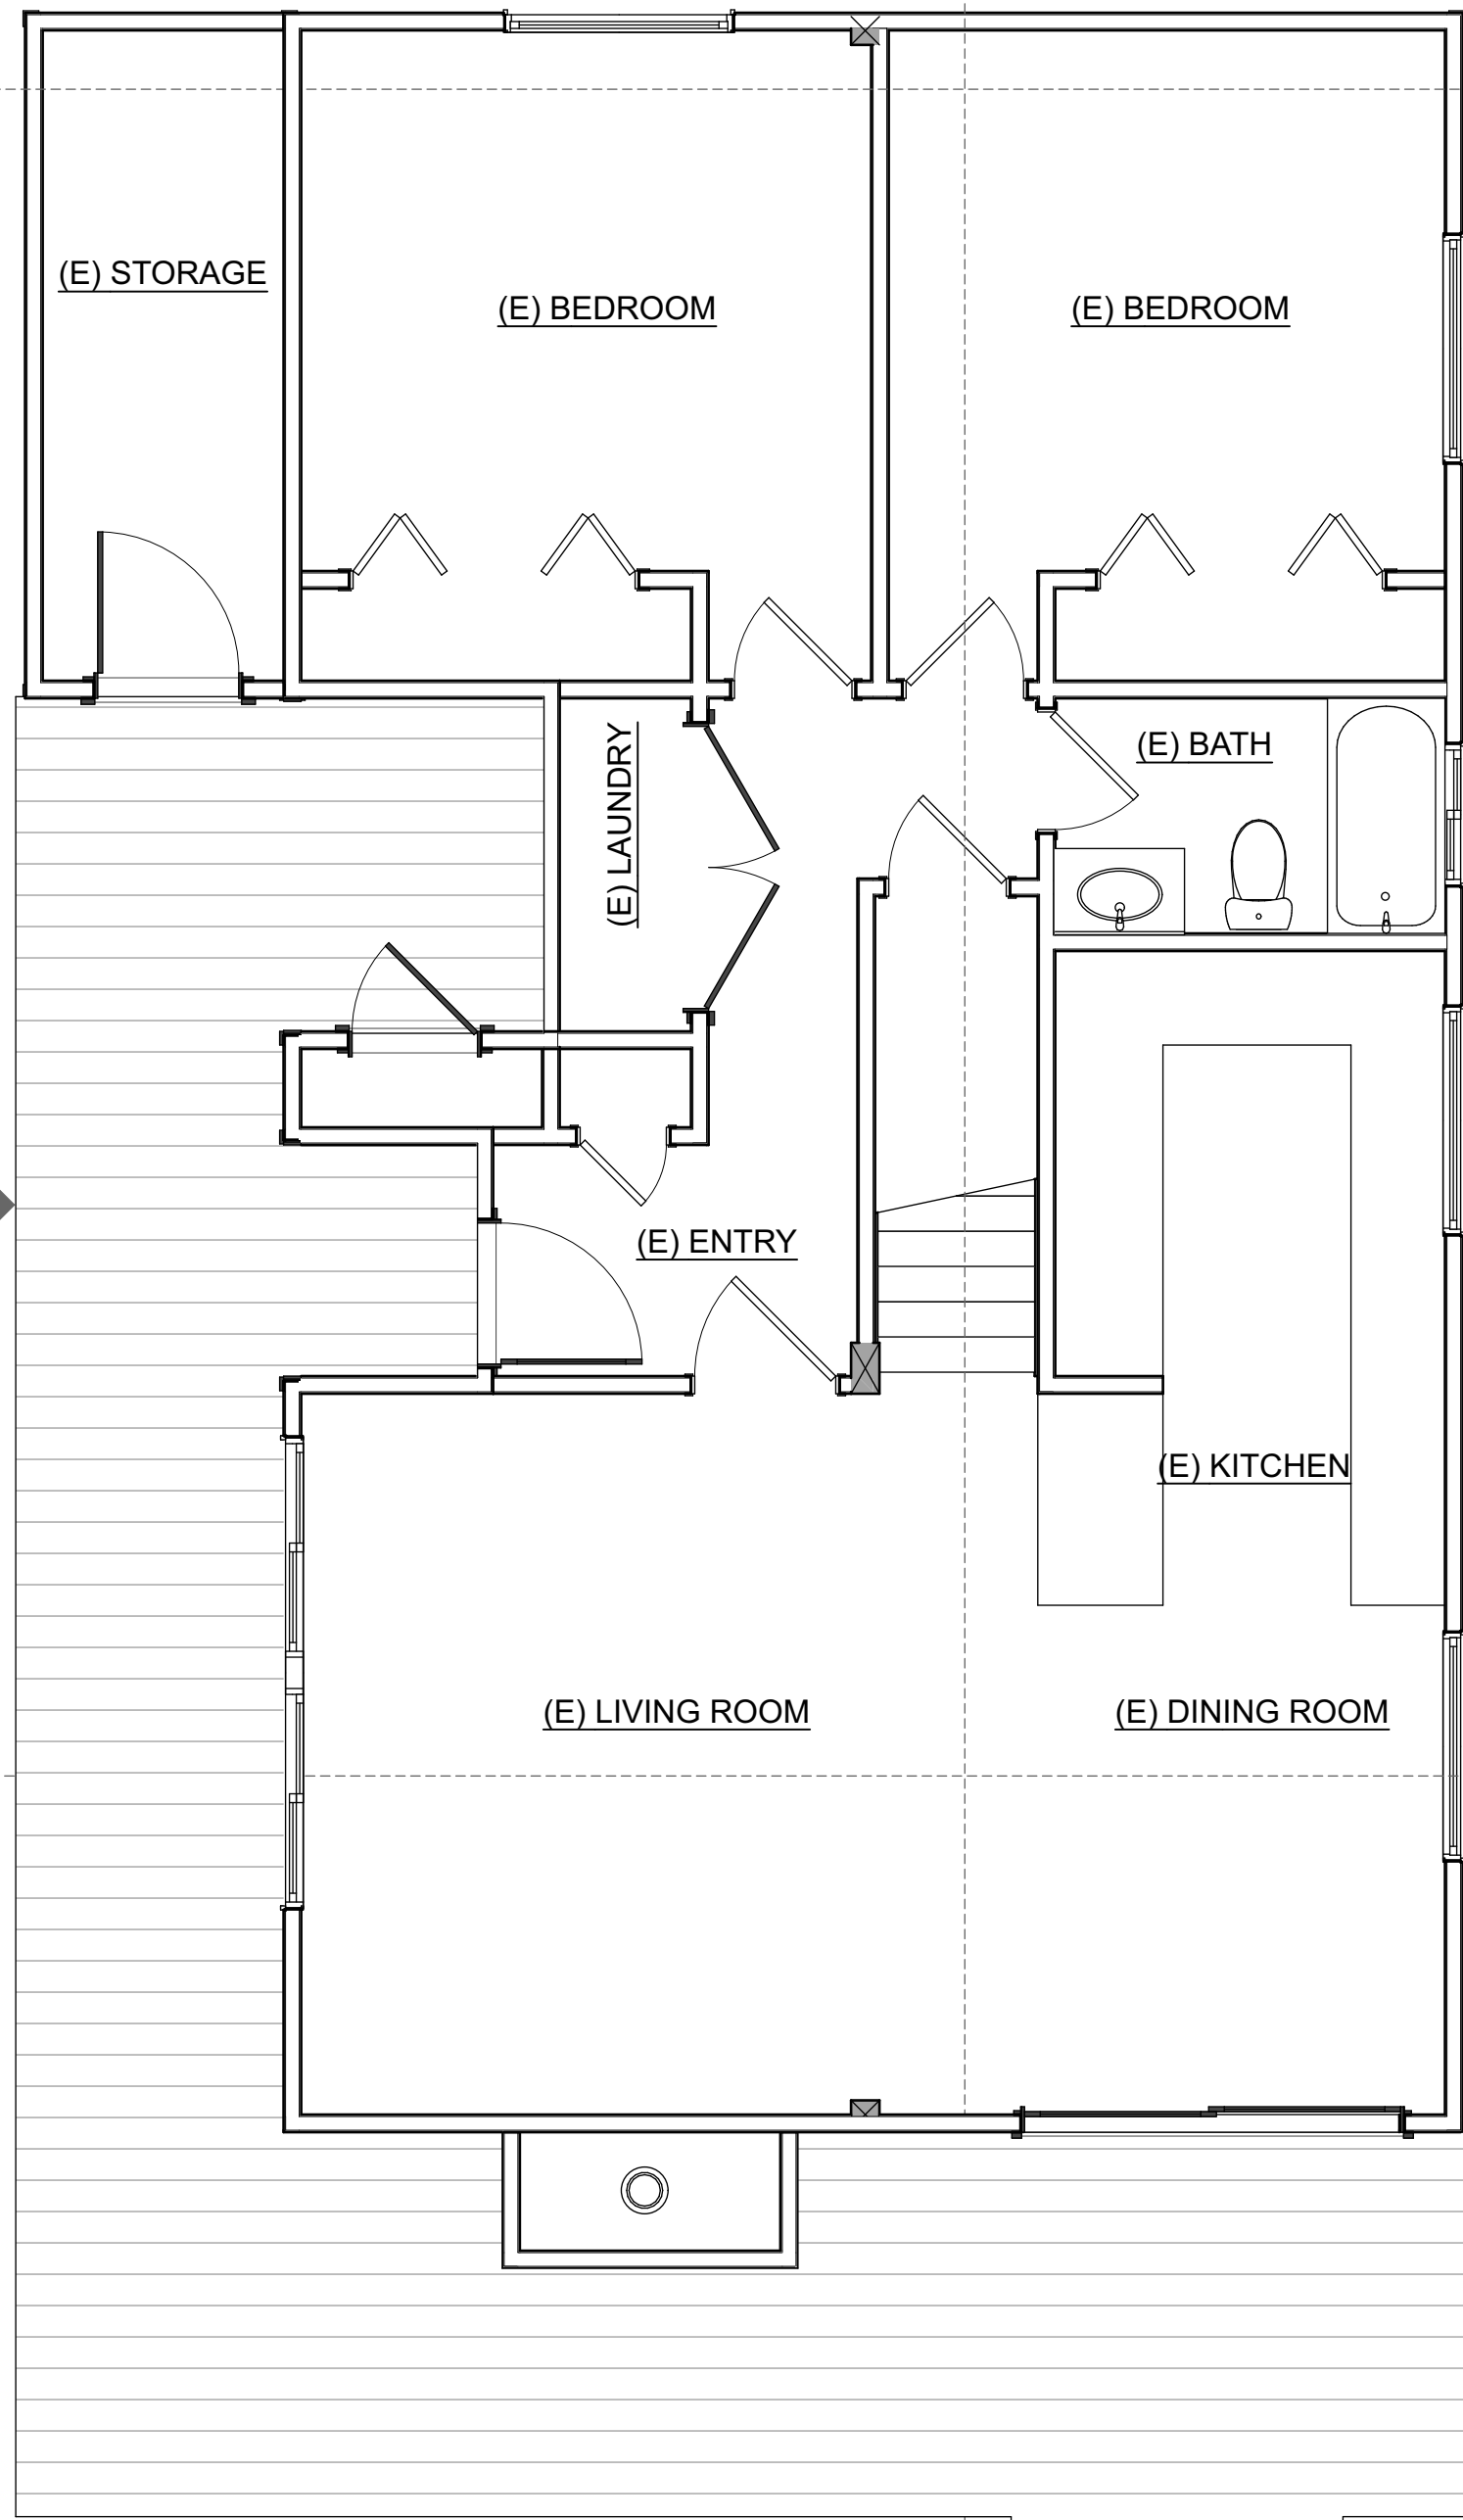 (E) STORAGE
(E) BEDROOM
(E) BEDROOM
(E) LAUNDRY
(E) BATH
(E) ENTRY
(E) KITCHEN
(E) LIVING ROOM
(E) DINING ROOM